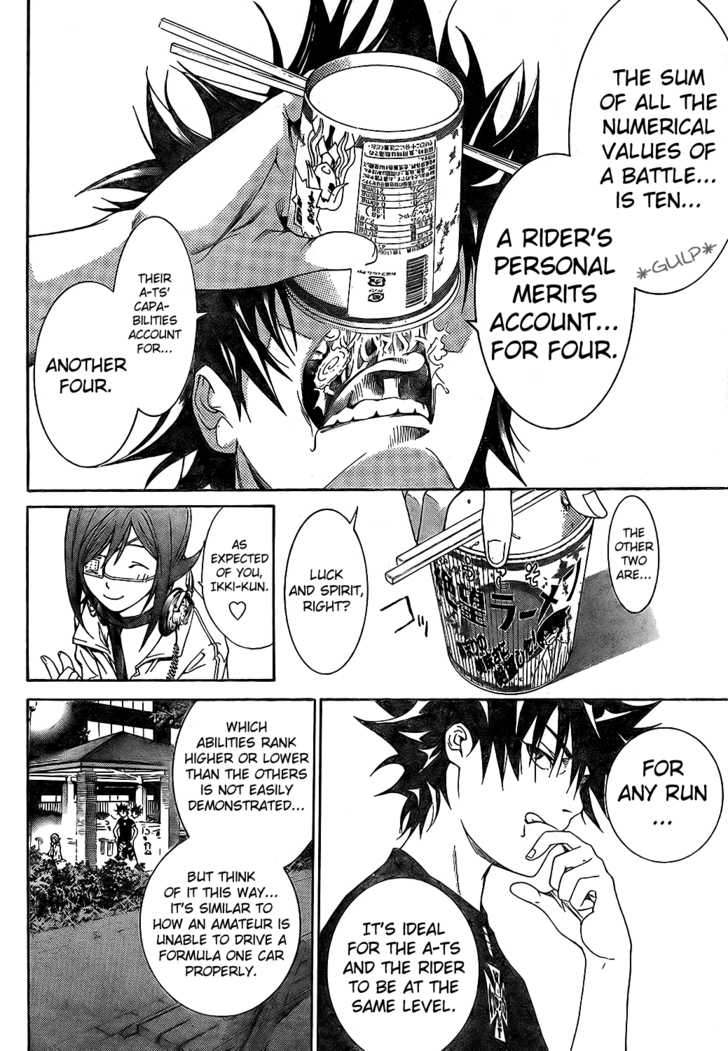 THE SUM
OF ALL THE
NUMERICAL
VALUES OF
A BATTLE...
IS TEN...
*GULP*
A RIDER'S
PERSONAL
MERITS
ACCOUNT...
FOR FOUR.
THEIR
A-TS'
CAPA-
BILITIES
ACCOUNT
FOR...
ANOTHER
FOUR.
THE
OTHER
TWO
ARE...
ラーメン
LUCK
AND SPIRIT,
RIGHT?
AS
EXPECTED
OF YOU,
IKKI-KUN.
♡
FOR
ANY RUN
...
IT'S IDEAL
FOR THE A-TS
AND THE RIDER
TO BE AT THE
SAME LEVEL.
WHICH
ABILITIES RANK
HIGHER OR LOWER
THAN THE OTHERS
IS NOT EASILY
DEMONSTRATED...
BUT THINK
OF IT THIS WAY...
IT'S SIMILAR TO
HOW AN AMATEUR IS
UNABLE TO DRIVE A
FORMULA ONE CAR
PROPERLY.